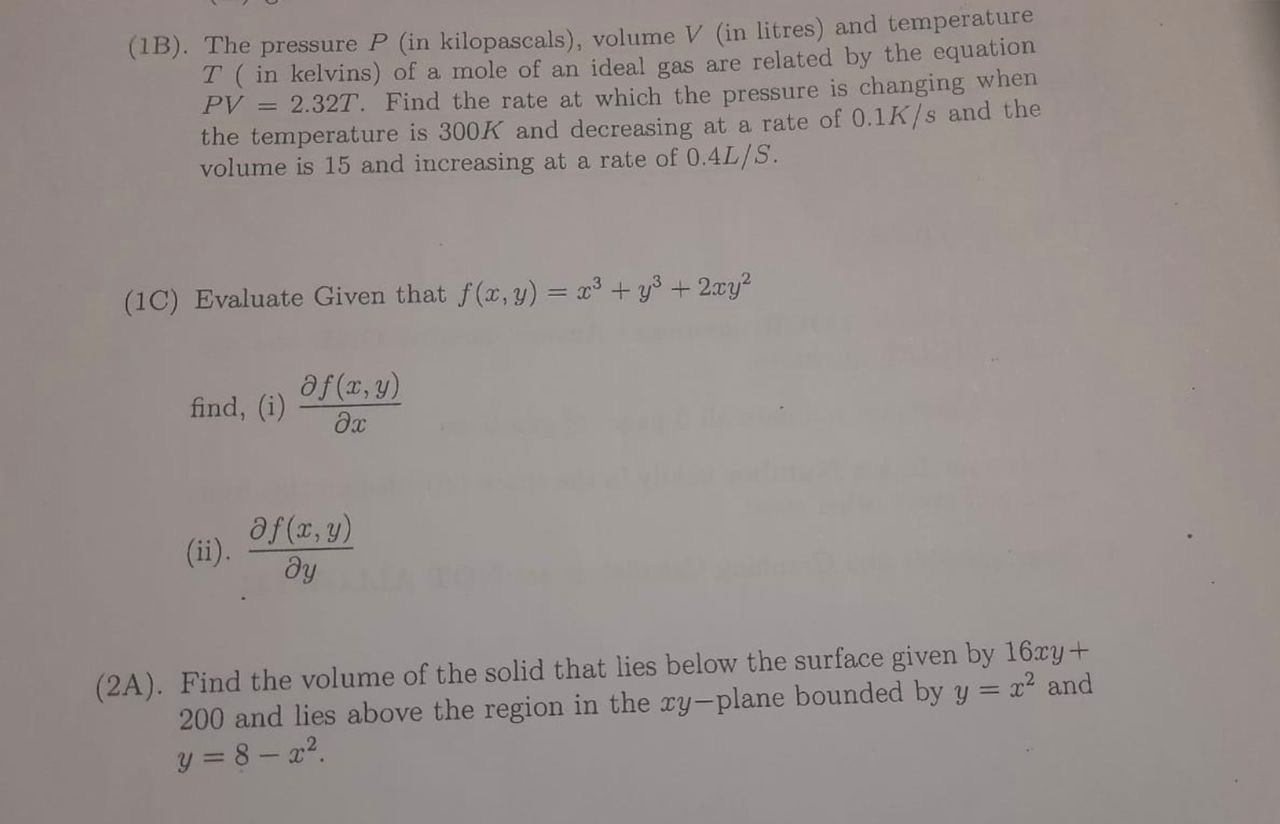 (1B). The pressure P (in kilopascals), volume V (in litres) and temperature
T ( in kelvins) of a mole of an ideal gas are related by the equation
PV = 2.32T. Find the rate at which the pressure is changing when
the temperature is 300K and decreasing at a rate of 0.1K/s and the
volume is 15 and increasing at a rate of 0.4L/S.
(1C) Evaluate Given that f(x, y) = x³ + y³ + 2xy²
find, (i) ∂f(x, y)/∂x
(ii). ∂f(x, y)/∂y
(2A). Find the volume of the solid that lies below the surface given by 16xy+
200 and lies above the region in the xy−plane bounded by y = x² and
y = 8 − x².